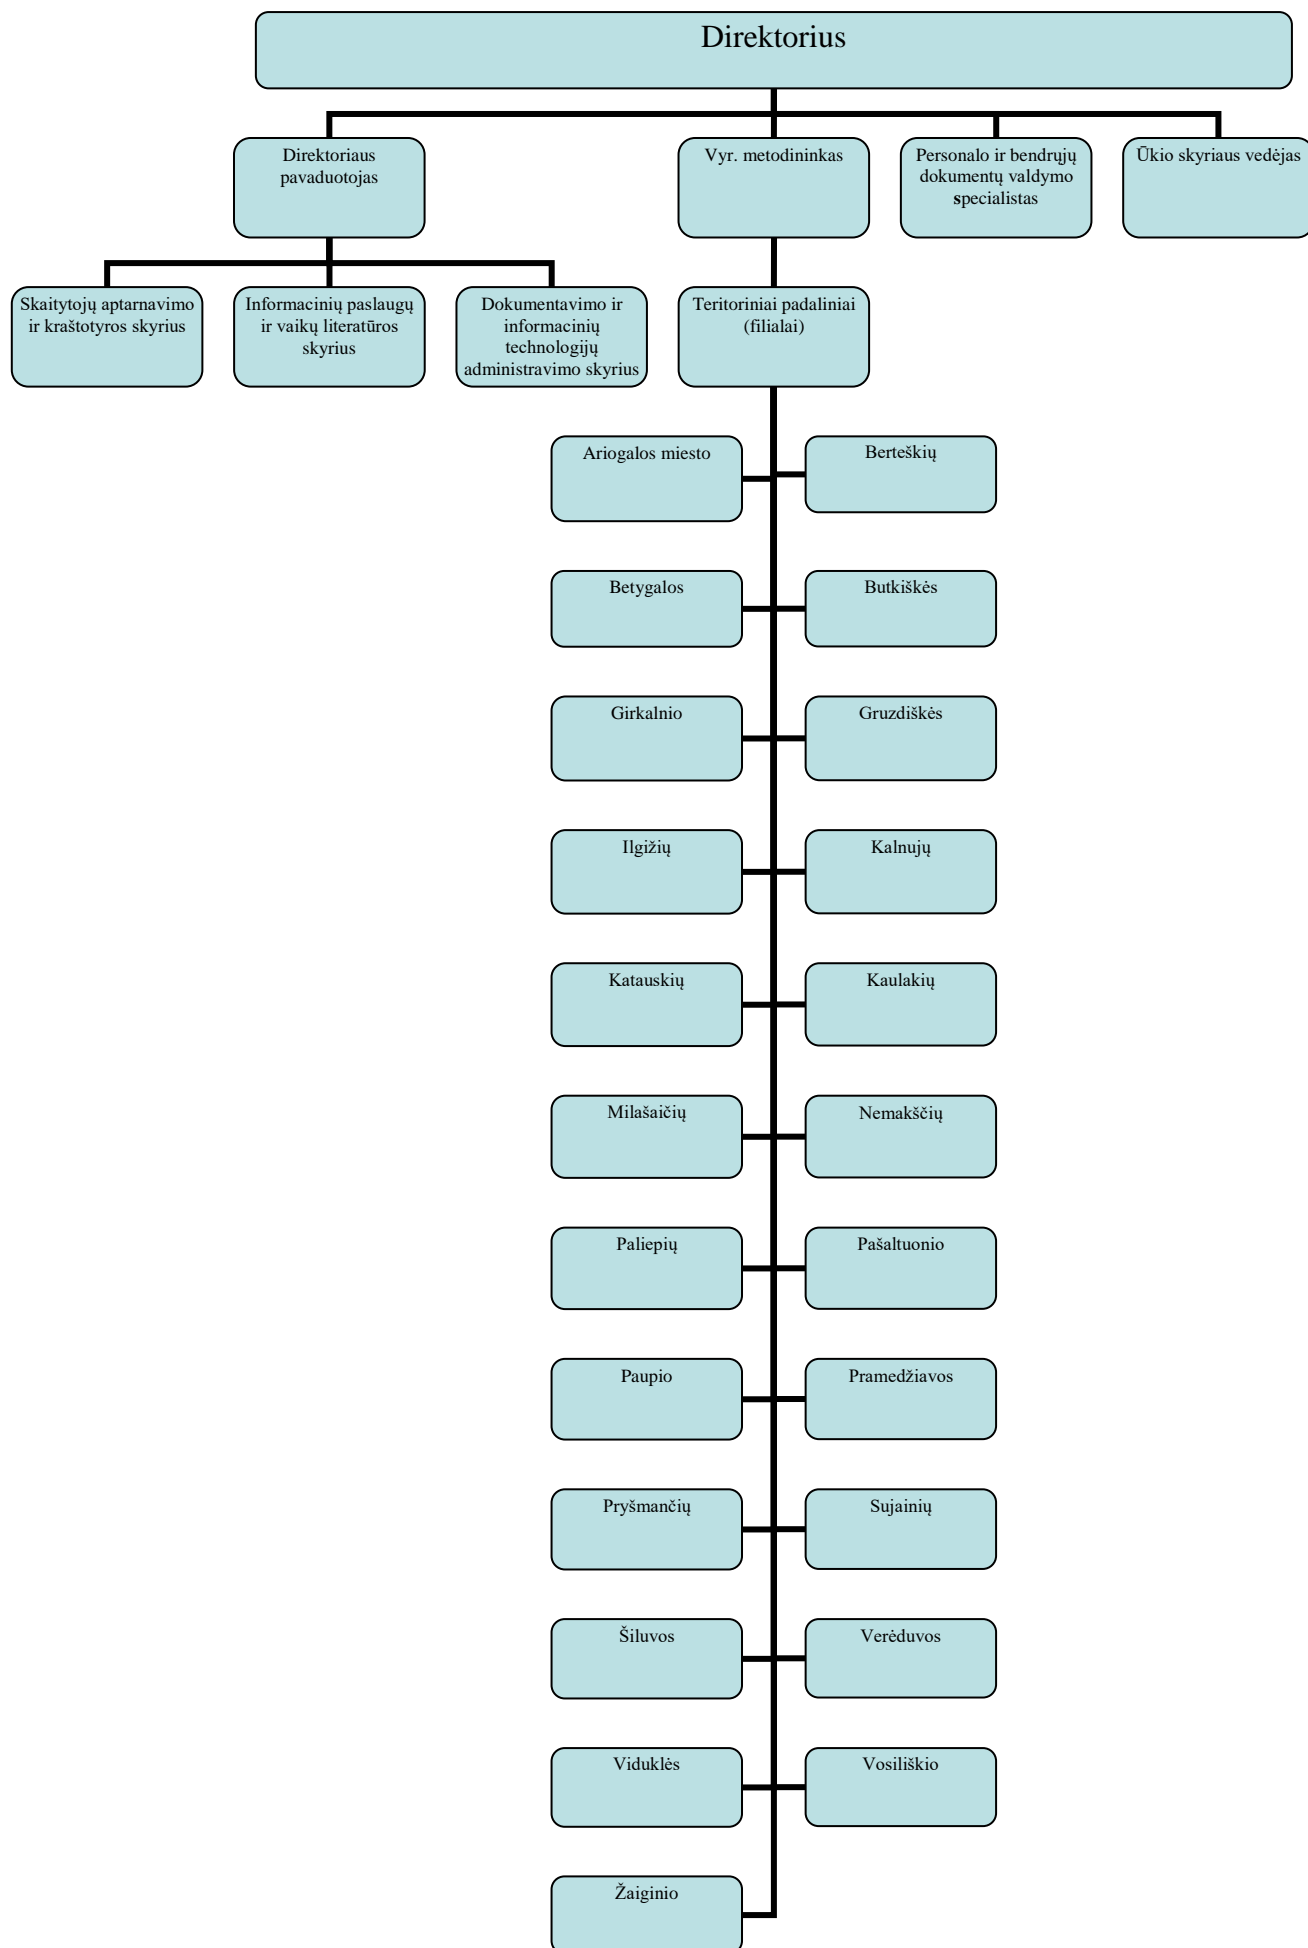 Direktorius
Direktoriaus
pavaduotojas
Vyr. metodininkas
Personalo ir bendrųjų
dokumentų valdymo
specialistas
Ūkio skyriaus vedėjas
Skaitytojų aptarnavimo
ir kraštotyros skyrius
Informacinių paslaugų
ir vaikų literatūros
skyrius
Dokumentavimo ir
informacinių
technologijų
administravimo skyrius
Teritoriniai padaliniai
(filialai)
Ariogalos miesto
Berteškių
Betygalos
Butkiškės
Girkalnio
Gruzdiškės
Ilgižių
Kalnujų
Katauskių
Kaulakių
Milašaičių
Nemakščių
Paliepių
Pašaltuonio
Paupio
Pramedžiavos
Pryšmančių
Sujainių
Šiluvos
Verėduvos
Viduklės
Vosiliškio
Žaiginio